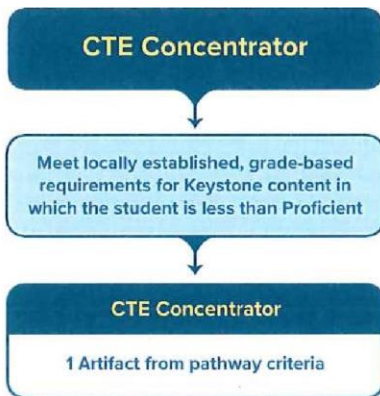 CTE Concentrator
Meet locally established, grade-based
requirements for Keystone content in
which the student is less than Proficient
CTE Concentrator
1 Artifact from pathway criteria